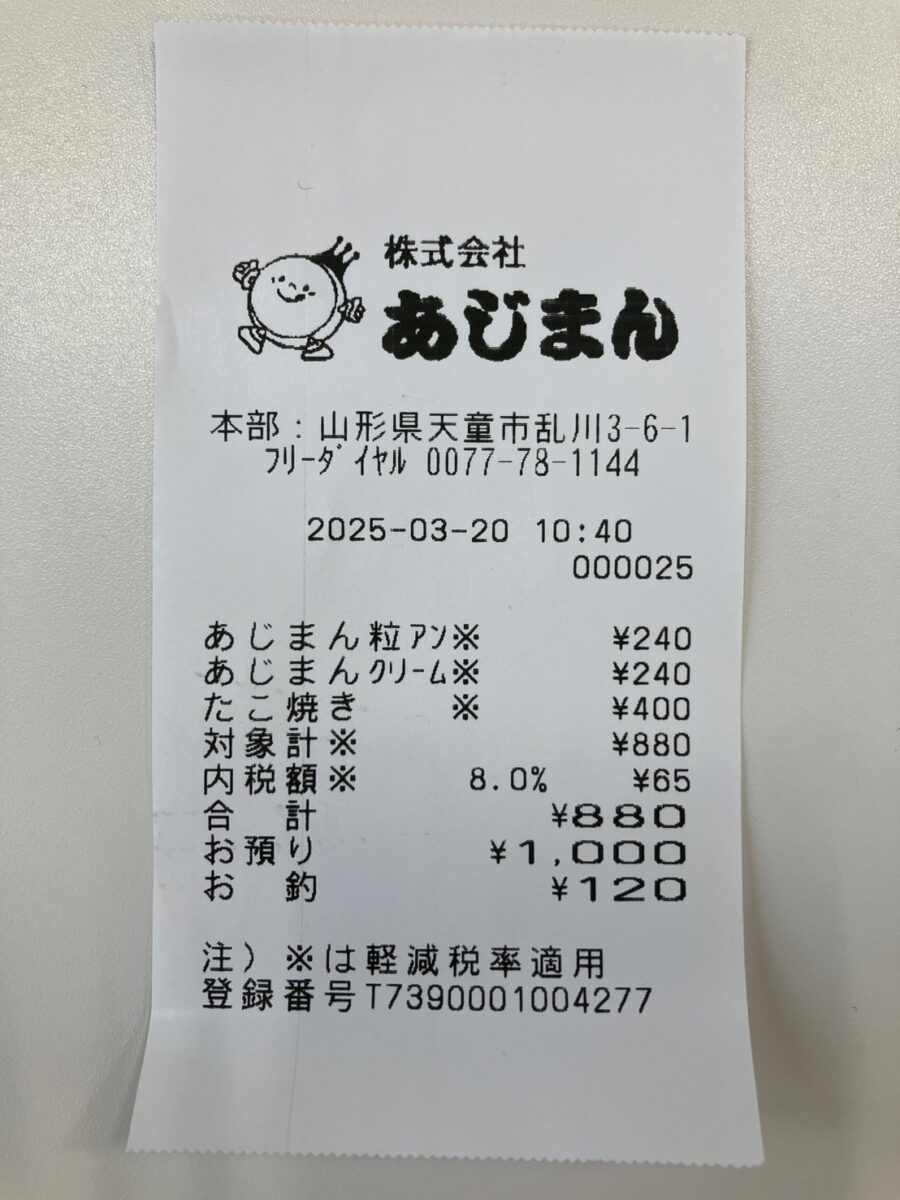 株式会社
あじまん
本部:山形県天童市乱川3-6-1
フリーダイヤル 0077-78-1144
2025-03-20 10:40
000025
あじまん粒アン※ ¥240
あじまんクリーム※ ¥240
たこ焼き ※ ¥400
対象計※ ¥880
内税額※ 8.0% ¥65
合 計 ¥880
お預り ¥1,000
お 釣 ¥120
注)※は軽減税率適用
登録番号T7390001004277